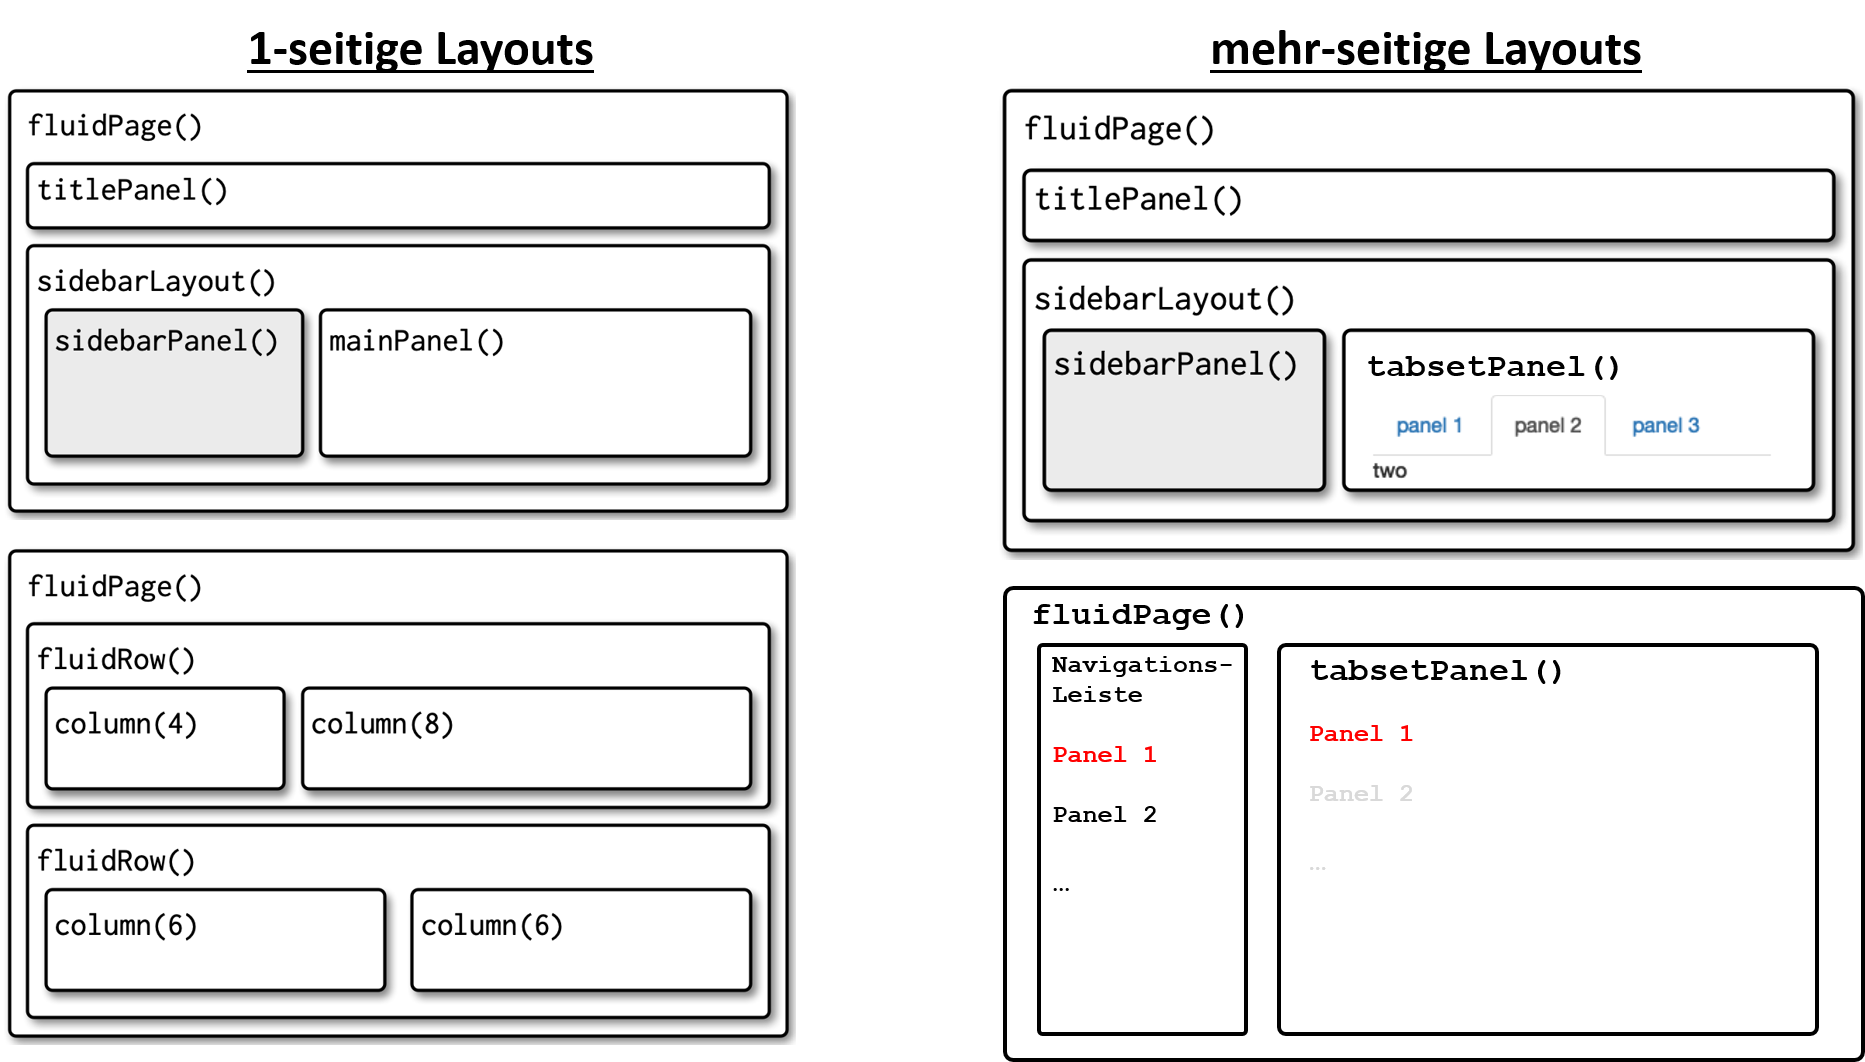 1-seitige Layouts
fluidPage()
titlePanel()
sidebarLayout()
sidebarPanel()
mainPanel()
fluidPage()
fluidRow()
column(4)
column(8)
fluidRow()
column(6)
column(6)
mehr-seitige Layouts
fluidPage()
titlePanel()
sidebarLayout()
sidebarPanel()
tabsetPanel()
panel 1 panel 2 panel 3
two
fluidPage()
Navigations-
Leiste
Panel 1
Panel 2
...
tabsetPanel()
Panel 1
Panel 2
...